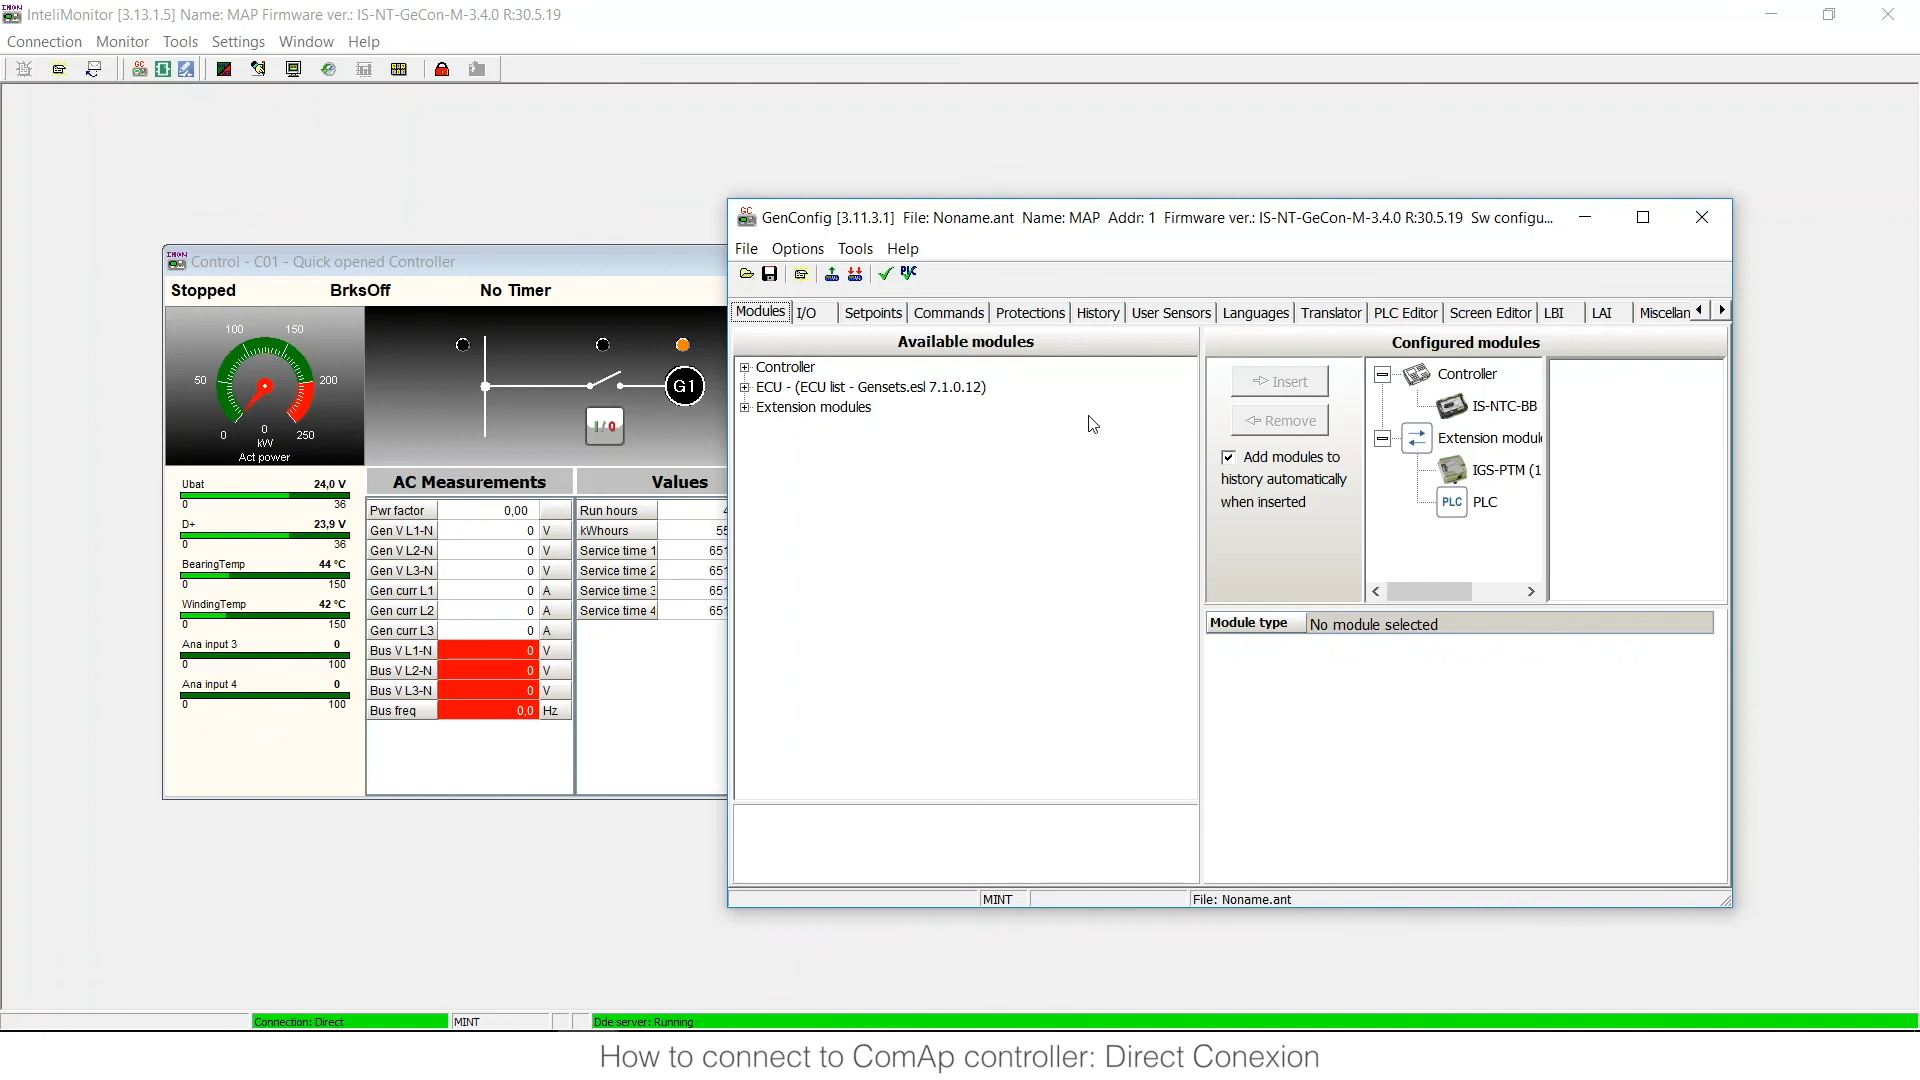 InteliMonitor [3.13.1.5] Name: MAP Firmware ver.: IS-NT-GeCon-M-3.4.0 R:30.5.19
Connection Monitor Tools Settings Window Help
Control - C01 - Quick opened Controller
Stopped BrksOff No Timer
0 50 100 150 200 250
0
kW
Act power
G1
I/O
Ubat 24,0 V
0 36
D+ 23,9 V
0 36
BearingTemp 44 °C
0 150
WindingTemp 42 °C
0 150
Ana input 3 0
0 100
Ana input 4 0
0 100
AC Measurements
Pwr factor 0,00
Gen V L1-N 0 V
Gen V L2-N 0 V
Gen V L3-N 0 V
Gen curr L1 0 A
Gen curr L2 0 A
Gen curr L3 0 A
Bus V L1-N 0 V
Bus V L2-N 0 V
Bus V L3-N 0 V
Bus freq 0,0 Hz
Values
Run hours
kWhours 55
Service time 1 651
Service time 2 651
Service time 3 651
Service time 4 651
GenConfig [3.11.3.1] File: Noname.ant Name: MAP Addr: 1 Firmware ver.: IS-NT-GeCon-M-3.4.0 R:30.5.19 Sw configu...
File Options Tools Help
PLC
Modules I/O Setpoints Commands Protections History User Sensors Languages Translator PLC Editor Screen Editor LBI LAI Miscellan
Available modules
Controller
ECU - (ECU list - Gensets.esl 7.1.0.12)
Extension modules
Configured modules
Insert
Remove
Add modules to
history automatically
when inserted
Controller
IS-NTC-BB
Extension modul
IGS-PTM (1
PLC PLC
Module type No module selected
MINT File: Noname.ant
Connection: Direct MINT Dde server: Running
How to connect to ComAp controller: Direct Conexion